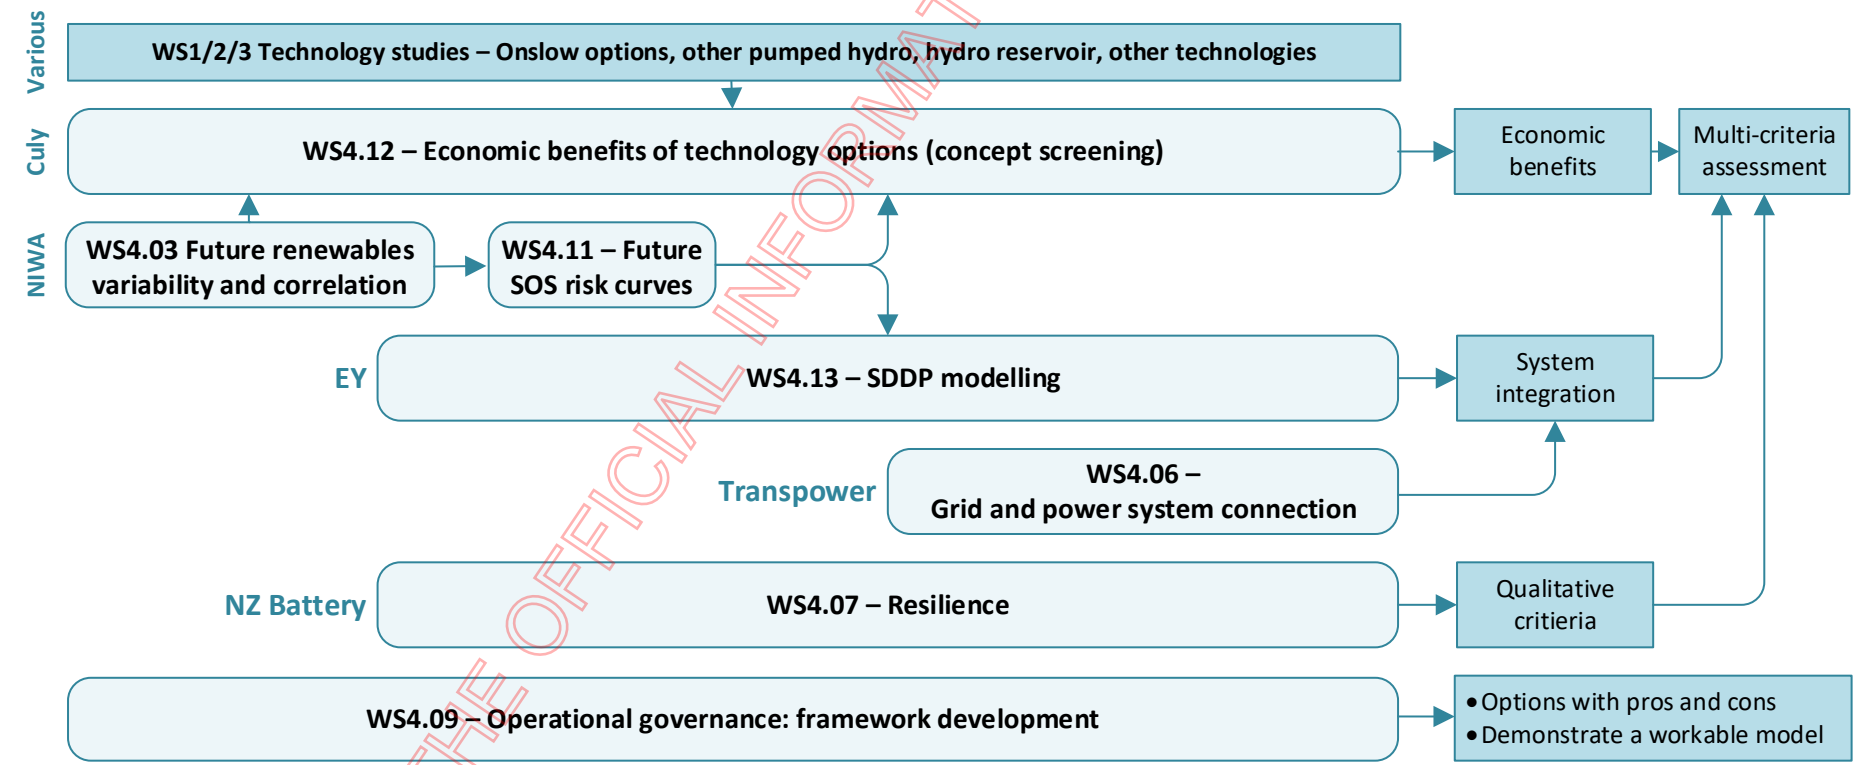 Various
WS1/2/3 Technology studies – Onslow options, other pumped hydro, hydro reservoir, other technologies
Culy
WS4.12 – Economic benefits of technology options (concept screening)
Economic
benefits
Multi-criteria
assessment
NIWA
WS4.03 Future renewables
variability and correlation
WS4.11 – Future
SOS risk curves
EY
WS4.13 – SDDP modelling
System
integration
Transpower
WS4.06 –
Grid and power system connection
NZ Battery
WS4.07 – Resilience
Qualitative
critieria
WS4.09 – Operational governance: framework development
• Options with pros and cons
• Demonstrate a workable model
THE OFFICIAL INFORMAT